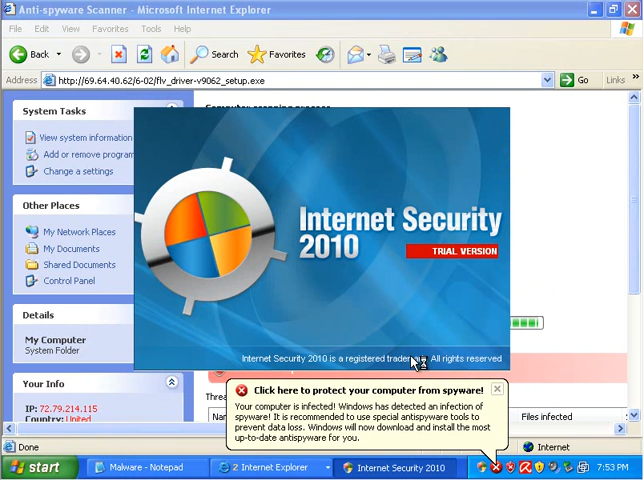 Anti-spyware Scanner - Microsoft Internet Explorer
File Edit View Favorites Tools Help
Back Search Favorites
Address http://69.64.40.62/6-02/flv_driver-v9062_setup.exe Go Links »
System Tasks
View system information
Add or remove program
Change a settings
Other Places
My Network Places
My Documents
Shared Documents
Control Panel
Details
My Computer
System Folder
Your Info
IP: 72.79.214.115
Country: United
Internet Security
2010
TRIAL VERSION
Internet Security 2010 is a registered All rights reserved
Click here to protect your computer from spyware!
Your computer is infected! Windows has detected an infection of
spyware! It is recommended to use special antispyware tools to
prevent data loss. Windows will now download and install the most
up-to-date antispyware for you.
Files infected
Done Internet
start Malware - Notepad 2 Internet Explorer Internet Security 2010 7:53 PM